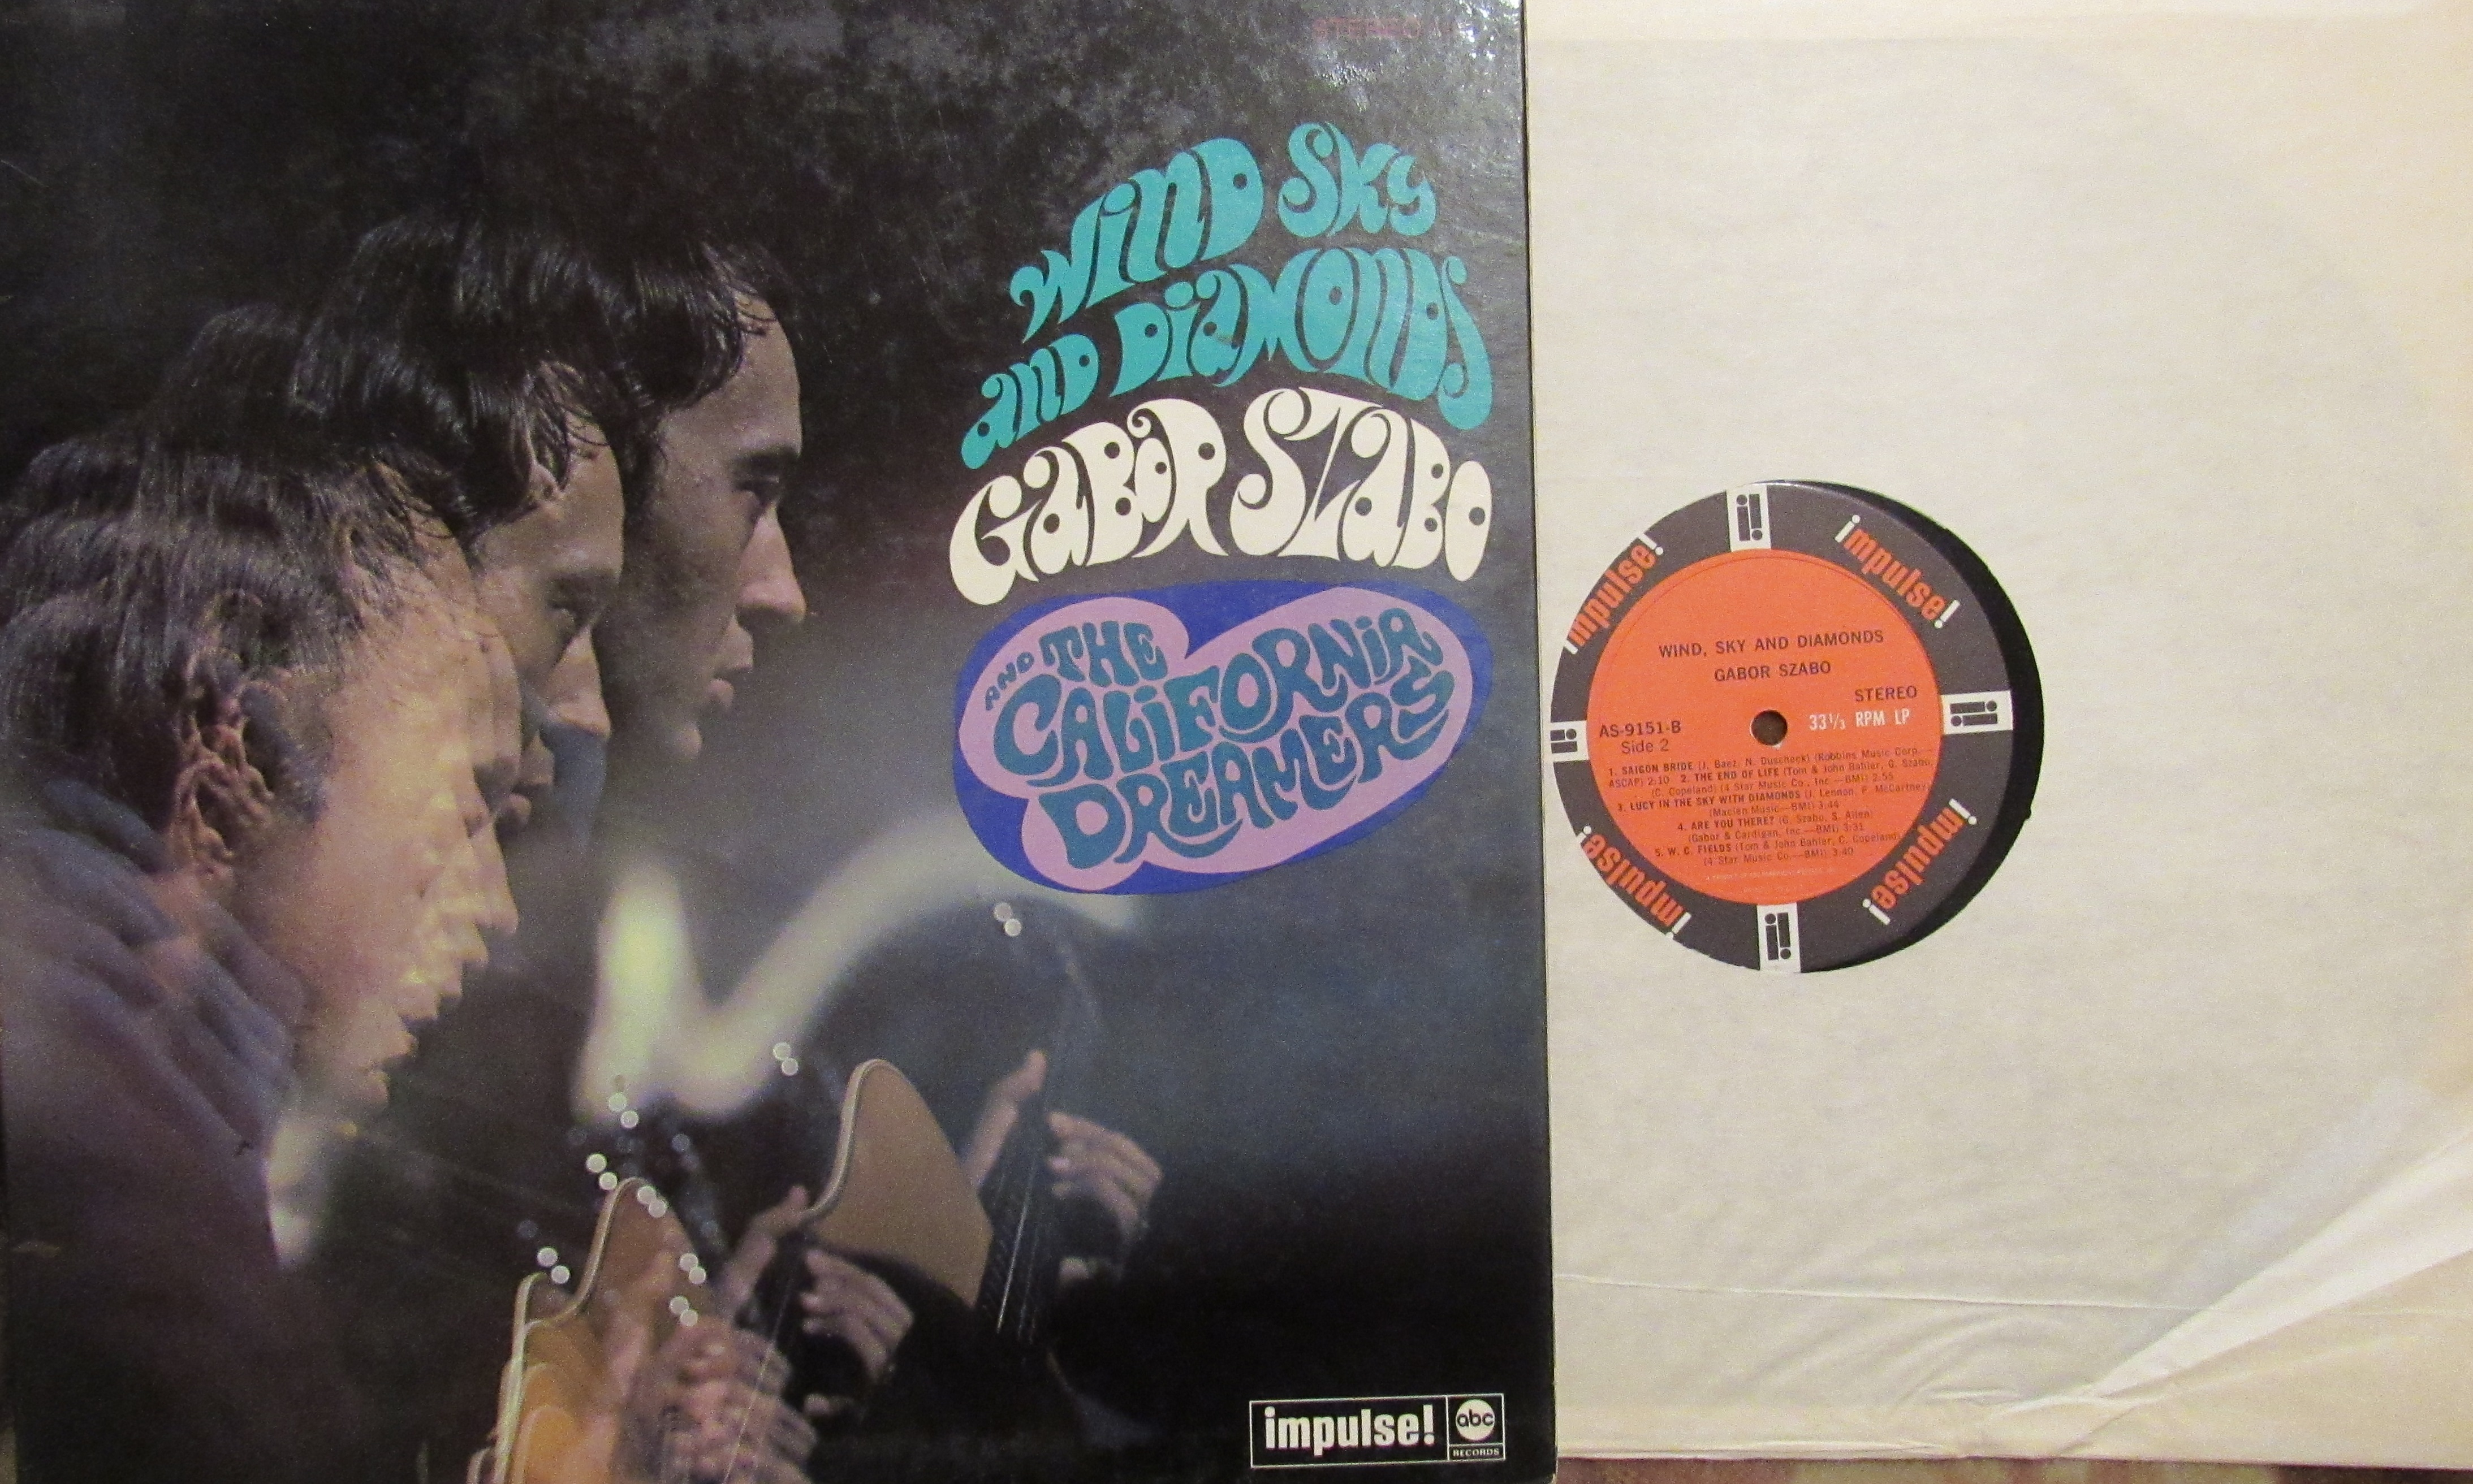 STEREO
WIND SKY
AND DIAMONDS
GABOR SZABO
AND THE
CALIFORNIA
DREAMERS
impulse! abc
RECORDS
impulse!
impulse!
impulse!
impulse!
WIND, SKY AND DIAMONDS
GABOR SZABO
STEREO
AS-9151-B
33 1/3 RPM LP
Side 2
1. SAIGON BRIDE (J. Baez, N. Duscheck) (Robbins Music Corp.—
ASCAP) 2:10 2. THE END OF LIFE (Tom & John Bahler, G. Szabo,
(C. Copeland) (4 Star Music Co., Inc.—BMI) 2:55
3. LUCY IN THE SKY WITH DIAMONDS (J. Lennon, P. McCartney)
(Maclen Music—BMI) 3:44
4. ARE YOU THERE? (G. Szabo, S. Allen)
(Gabor & Cardigan, Inc.—BMI) 3:31
5. W. C. FIELDS (Tom & John Bahler, C. Copeland)
(4 Star Music Co.—BMI) 3:40